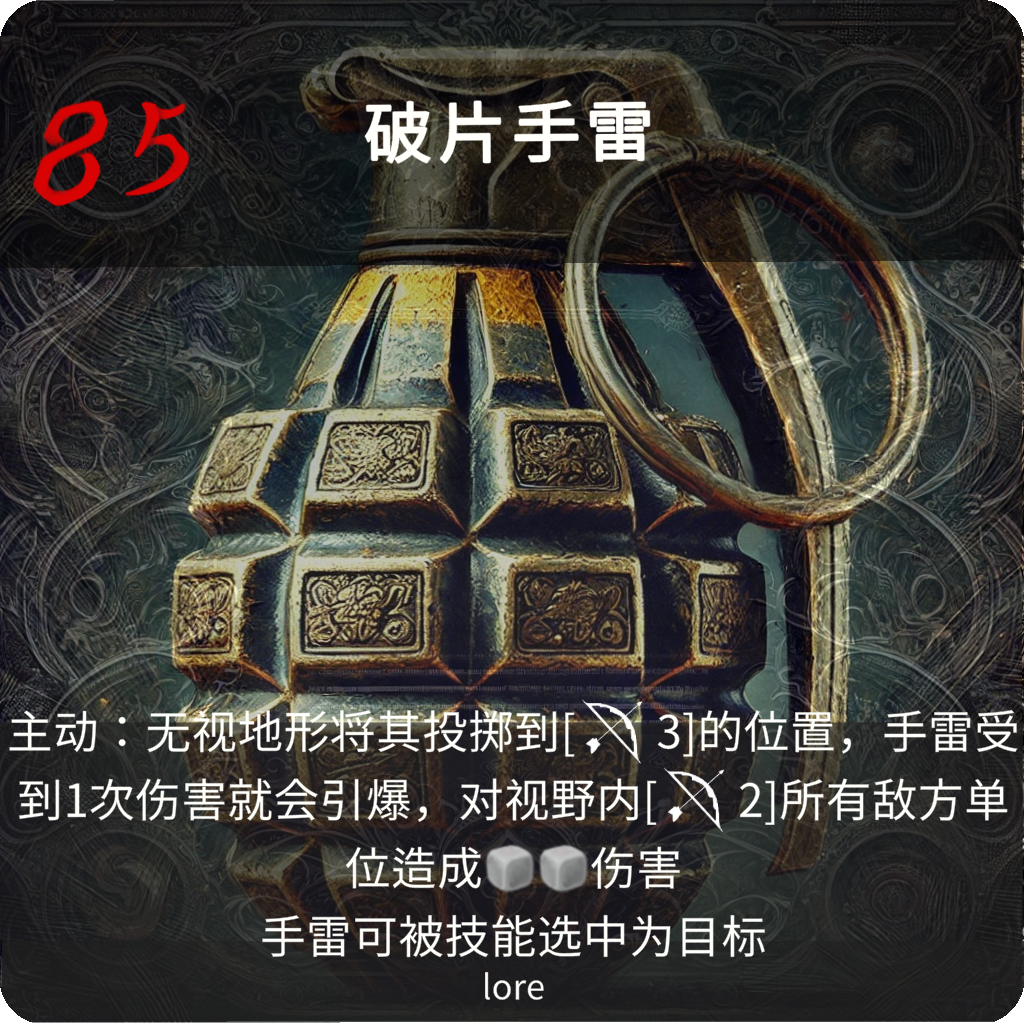 85
破片手雷
主动：无视地形将其投掷到[ 3]的位置，手雷受
到1次伤害就会引爆，对视野内[ 2]所有敌方单
位造成伤害
手雷可被技能选中为目标
lore